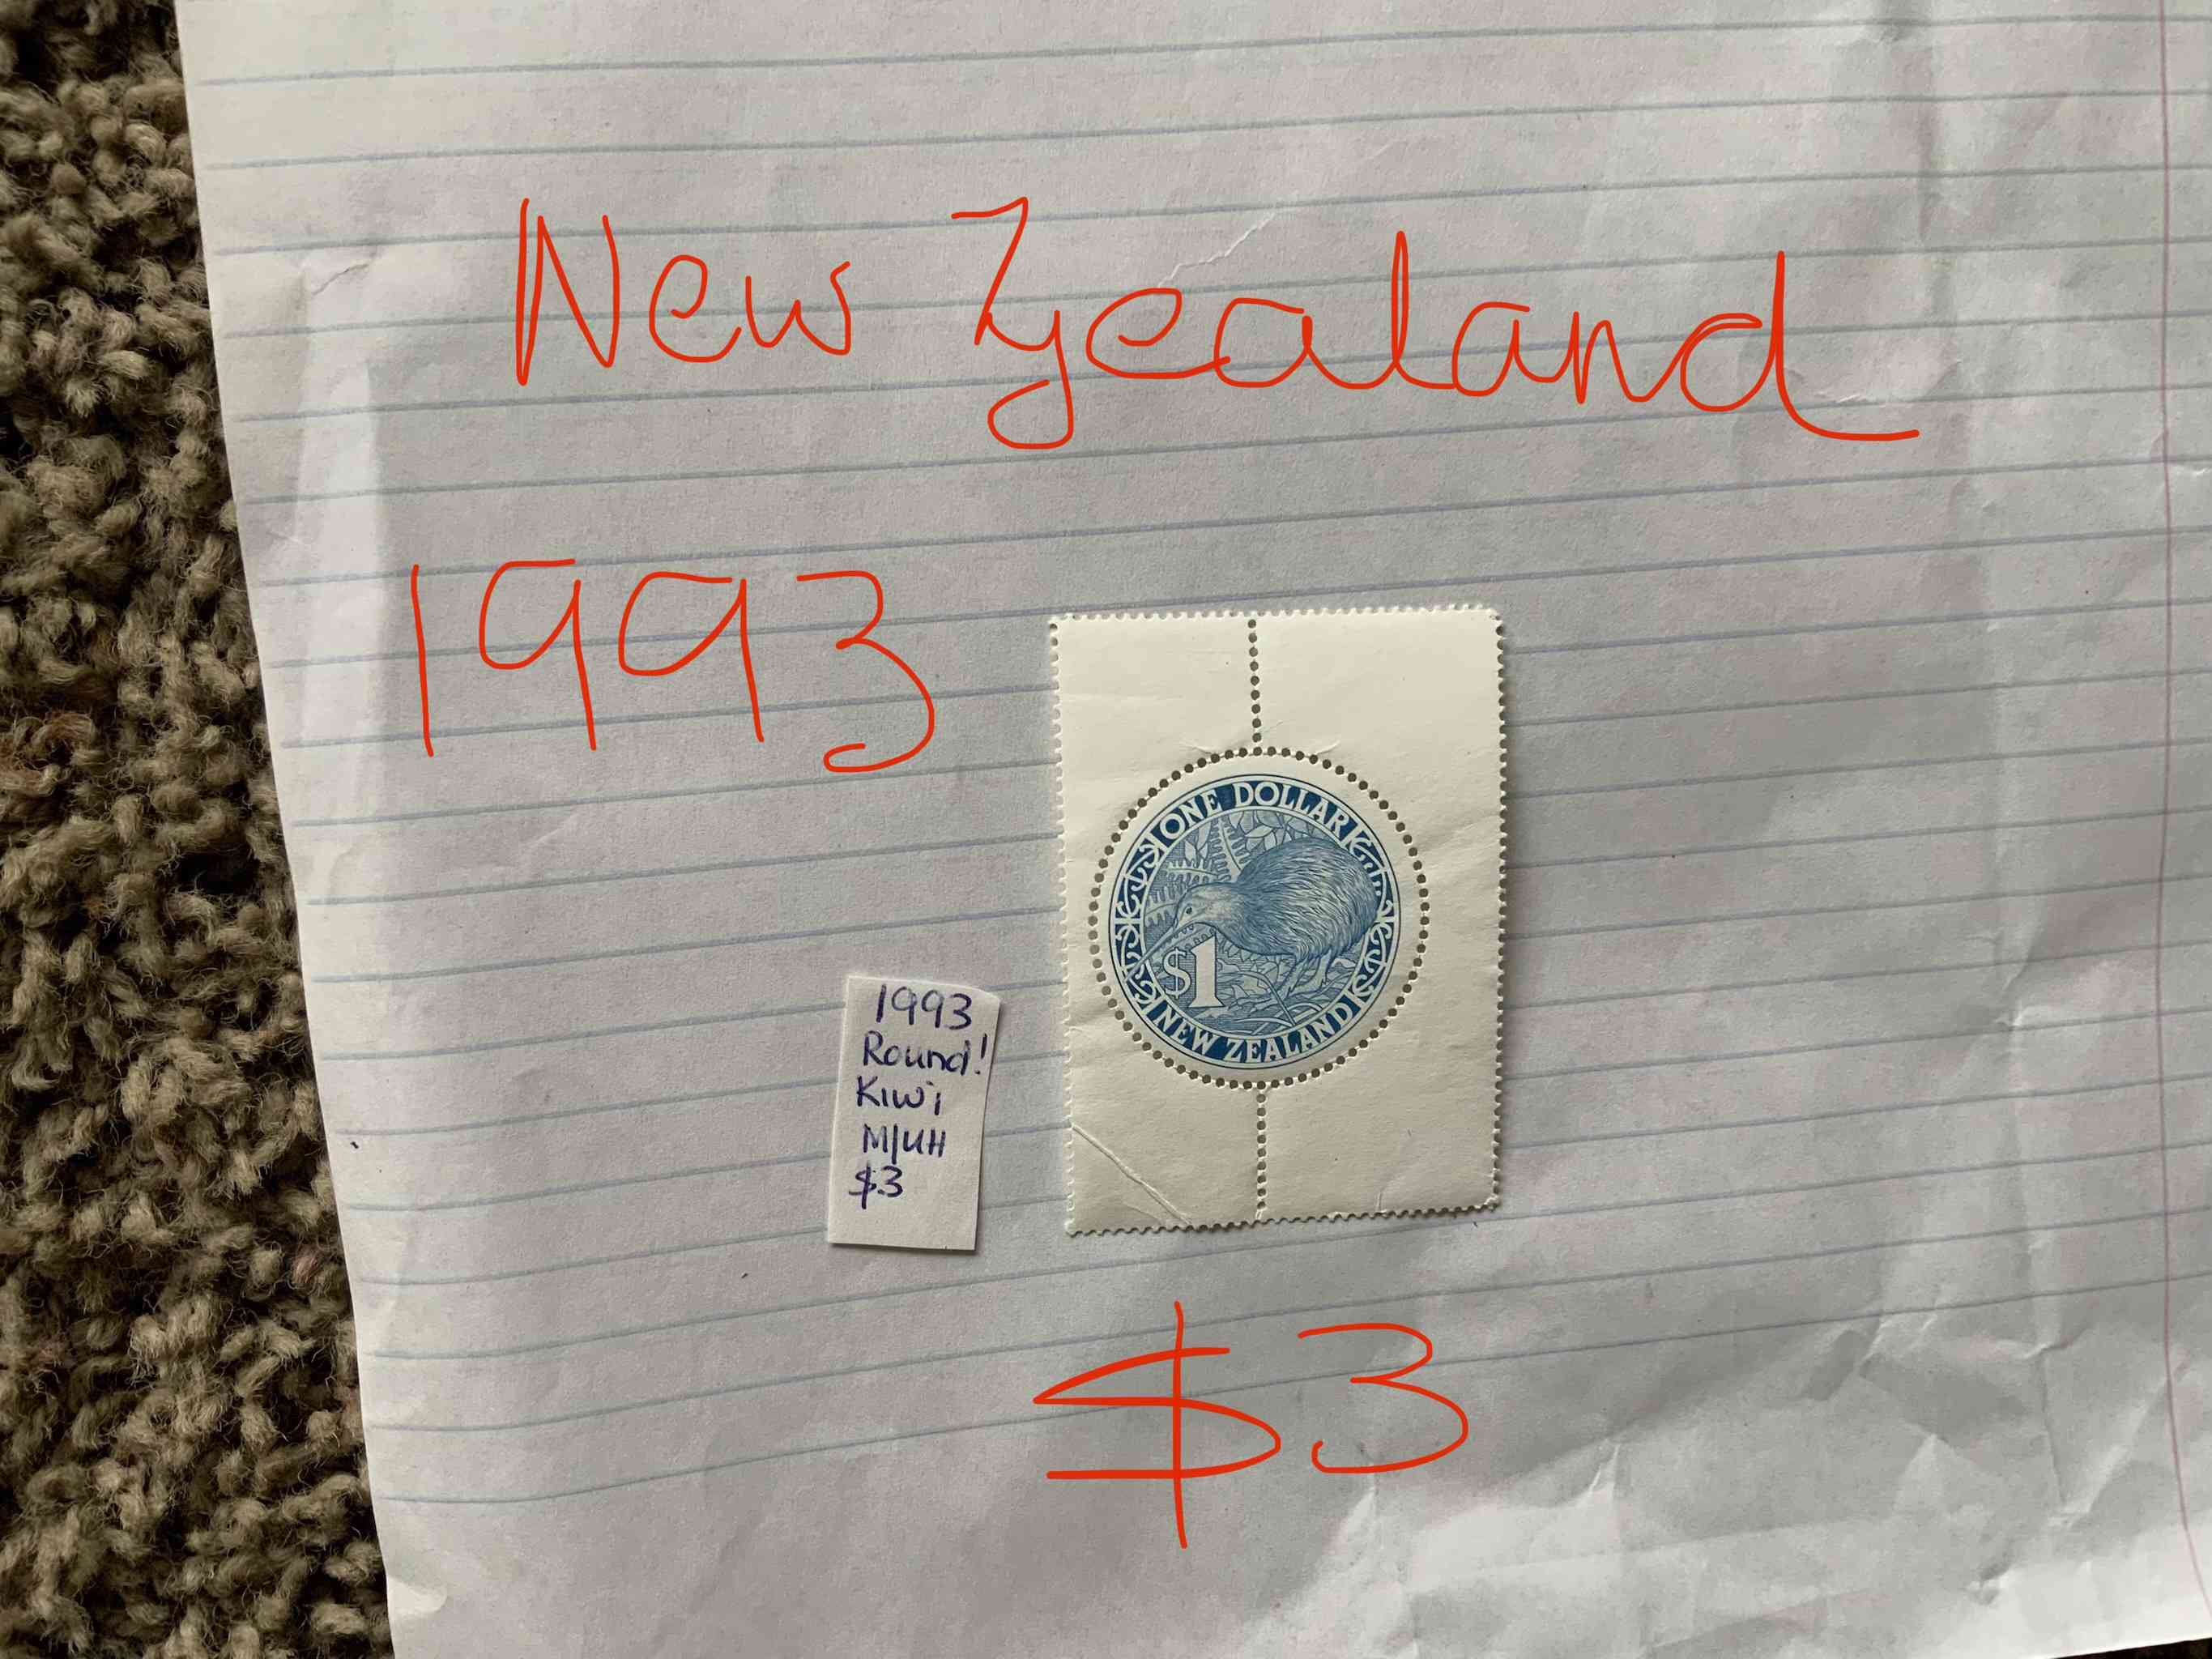 New Zealand
1993
ONE DOLLAR
$1
NEW ZEALAND
1993
Round!
Kiwi
M/UH
$3
$3